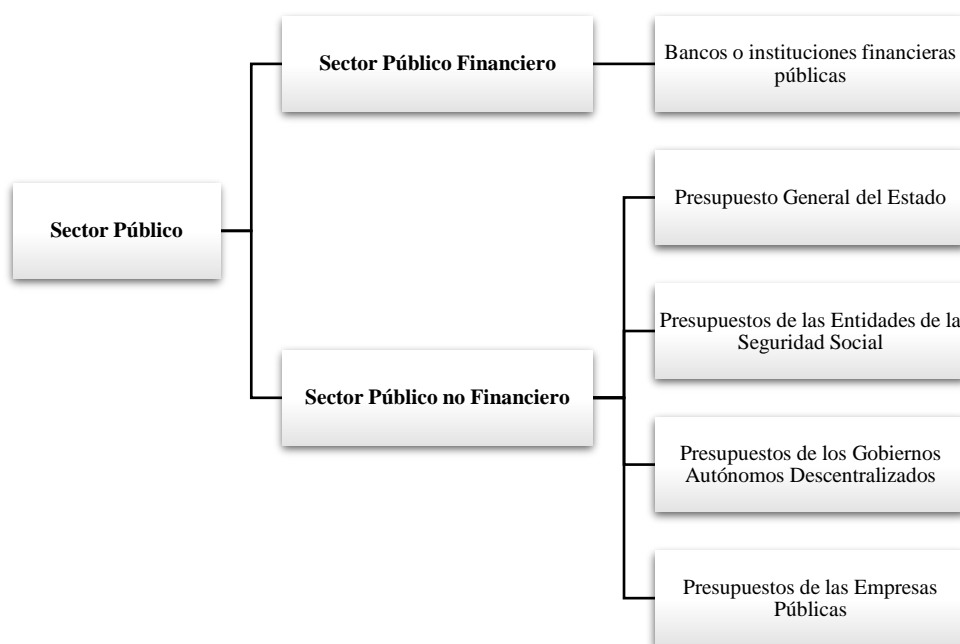 Sector Público
Sector Público Financiero
Bancos o instituciones financieras
públicas
Sector Público no Financiero
Presupuesto General del Estado
Presupuestos de las Entidades de la
Seguridad Social
Presupuestos de los Gobiernos
Autónomos Descentralizados
Presupuestos de las Empresas
Públicas